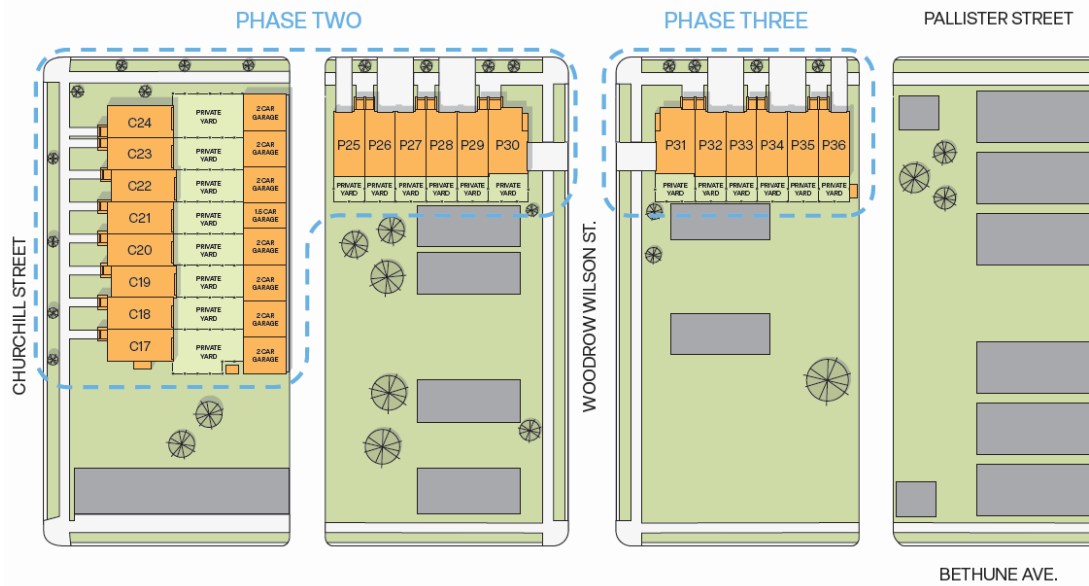 PHASE TWO
PHASE THREE
PALLISTER STREET
C24
PRIVATE
YARD
2 CAR
GARAGE
C23
PRIVATE
YARD
2 CAR
GARAGE
C22
PRIVATE
YARD
2 CAR
GARAGE
C21
PRIVATE
YARD
1.5 CAR
GARAGE
C20
PRIVATE
YARD
2 CAR
GARAGE
C19
PRIVATE
YARD
2 CAR
GARAGE
C18
PRIVATE
YARD
2 CAR
GARAGE
C17
PRIVATE
YARD
2 CAR
GARAGE
P25
P26
P27
P28
P29
P30
PRIVATE
YARD
PRIVATE
YARD
PRIVATE
YARD
PRIVATE
YARD
PRIVATE
YARD
PRIVATE
YARD
P31
P32
P33
P34
P35
P36
PRIVATE
YARD
PRIVATE
YARD
PRIVATE
YARD
PRIVATE
YARD
PRIVATE
YARD
PRIVATE
YARD
CHURCHILL STREET
WOODROW WILSON ST.
BETHUNE AVE.